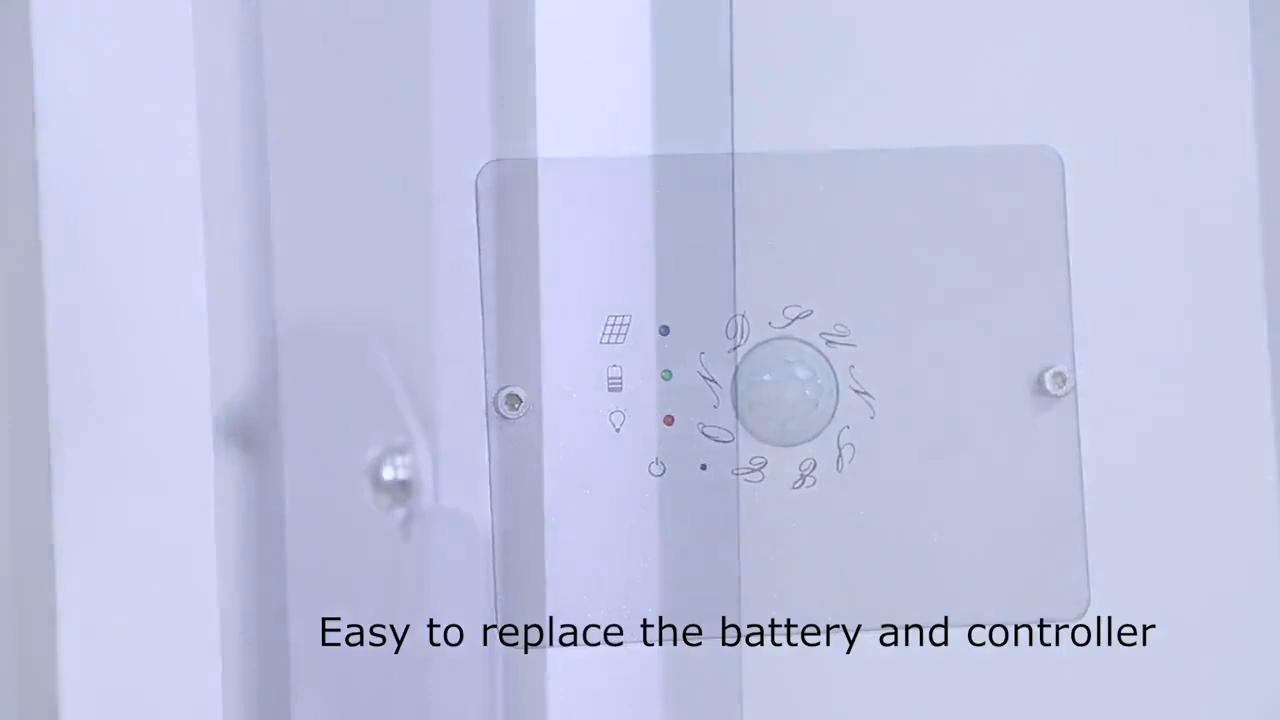 Easy to replace the battery and controller